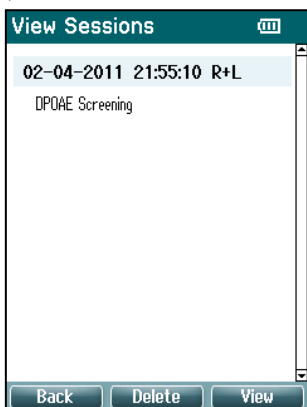 View Sessions
02-04-2011 21:55:10 R+L
DPOAE Screening
Back Delete View